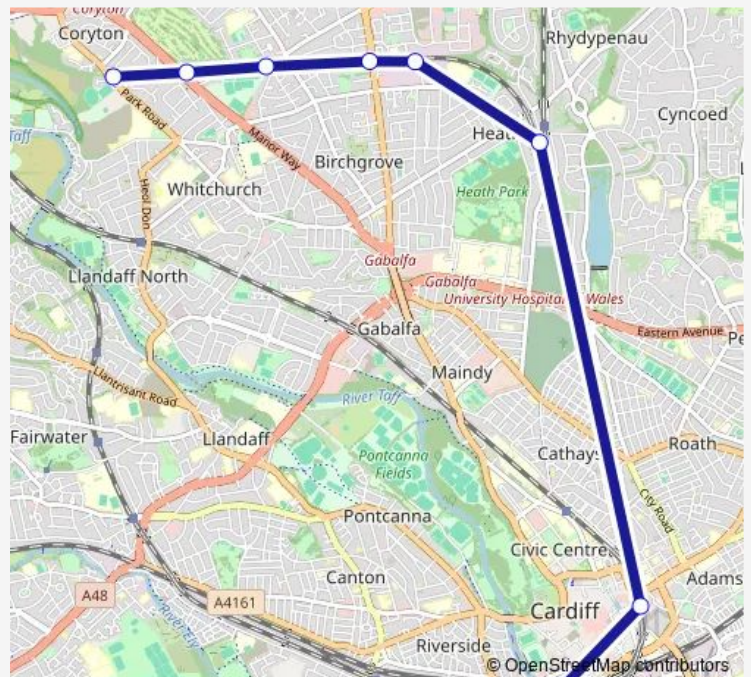 Coryton
Coryton
Rhydypenau
Park Road
Cyncoed
Taff
Manor Way
Heat
Birchgrove
Whitchurch
Heath Park
Heol Don
Gabalfa
Llandaff North
Gabalfa
University Hospital Wales
Gabalfa
Eastern Avenue
Pe
Maindy
Llantrisant Road
River Taff
Fairwater
Llandaff
Roath
Cathays
Pontcanna
Fields
City Road
Pontcanna
Civic Centre
Canton
Adams
A48
A4161
Cardiff
River Ely
Riverside
© OpenStreetMap contributors